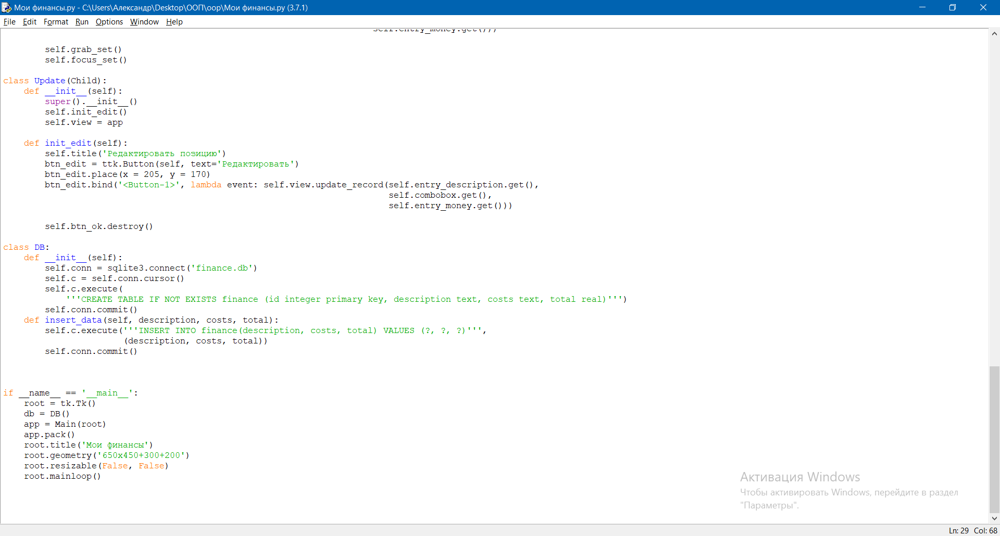 Мои финансы.py - C:\Users\Александр\Desktop\ООП\oop\Мои финансы.py (3.7.1)
File Edit Format Run Options Window Help
self.entry_money.get()))
self.grab_set()
self.focus_set()
class Update(Child):
def __init__(self):
super().__init__()
self.init_edit()
self.view = app
def init_edit(self):
self.title('Редактировать позицию')
btn_edit = ttk.Button(self, text='Редактировать')
btn_edit.place(x = 205, y = 170)
btn_edit.bind('<Button-1>', lambda event: self.view.update_record(self.entry_description.get(),
self.combobox.get(),
self.entry_money.get()))
self.btn_ok.destroy()
class DB:
def __init__(self):
self.conn = sqlite3.connect('finance.db')
self.c = self.conn.cursor()
self.c.execute(
'''CREATE TABLE IF NOT EXISTS finance (id integer primary key, description text, costs text, total real)''')
self.conn.commit()
def insert_data(self, description, costs, total):
self.c.execute('''INSERT INTO finance(description, costs, total) VALUES (?, ?, ?)''',
(description, costs, total))
self.conn.commit()
if __name__ == '__main__':
root = tk.Tk()
db = DB()
app = Main(root)
app.pack()
root.title('Мои финансы')
root.geometry('650x450+300+200')
root.resizable(False, False)
root.mainloop()
Активация Windows
Чтобы активировать Windows, перейдите в раздел
"Параметры".
Ln: 29 Col: 68